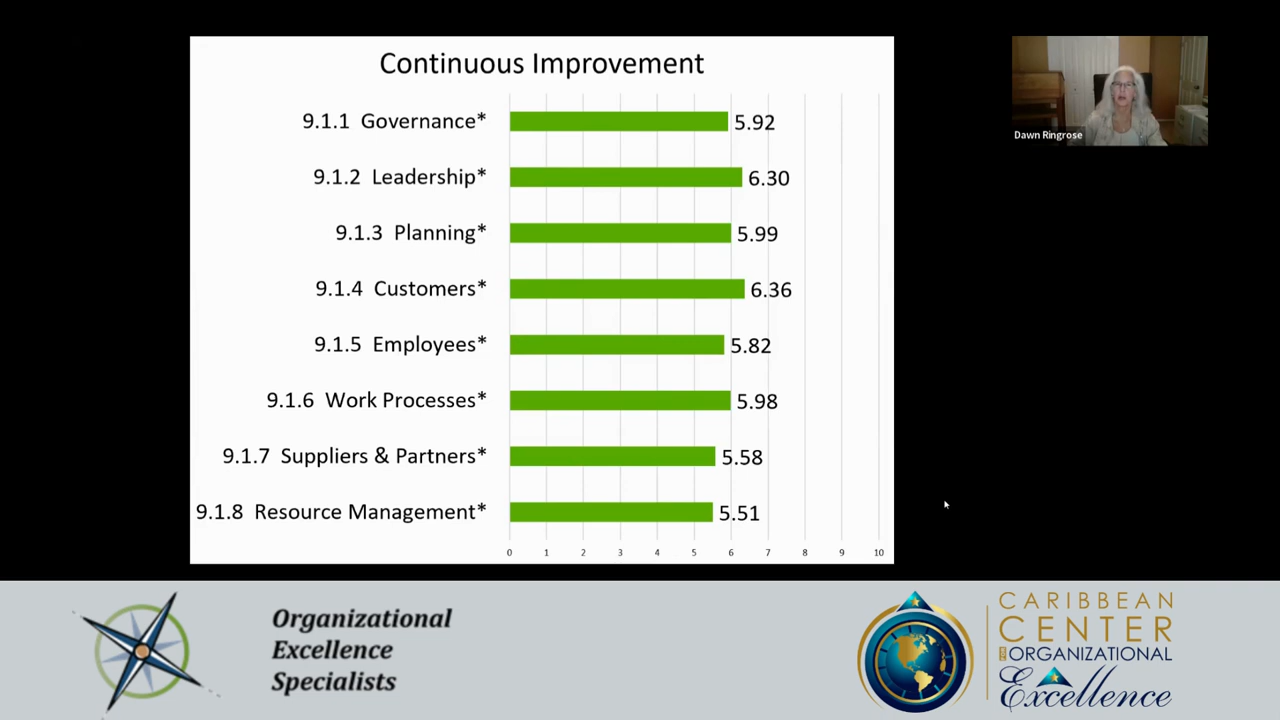 Continuous Improvement
9.1.1 Governance* 5.92
9.1.2 Leadership* 6.30
9.1.3 Planning* 5.99
9.1.4 Customers* 6.36
9.1.5 Employees* 5.82
9.1.6 Work Processes* 5.98
9.1.7 Suppliers & Partners* 5.58
9.1.8 Resource Management* 5.51
0 1 2 3 4 5 6 7 8 9 10
Dawn Ringrose
Organizational
Excellence
Specialists
CARIBBEAN
CENTER
ORGANIZATIONAL
Excellence